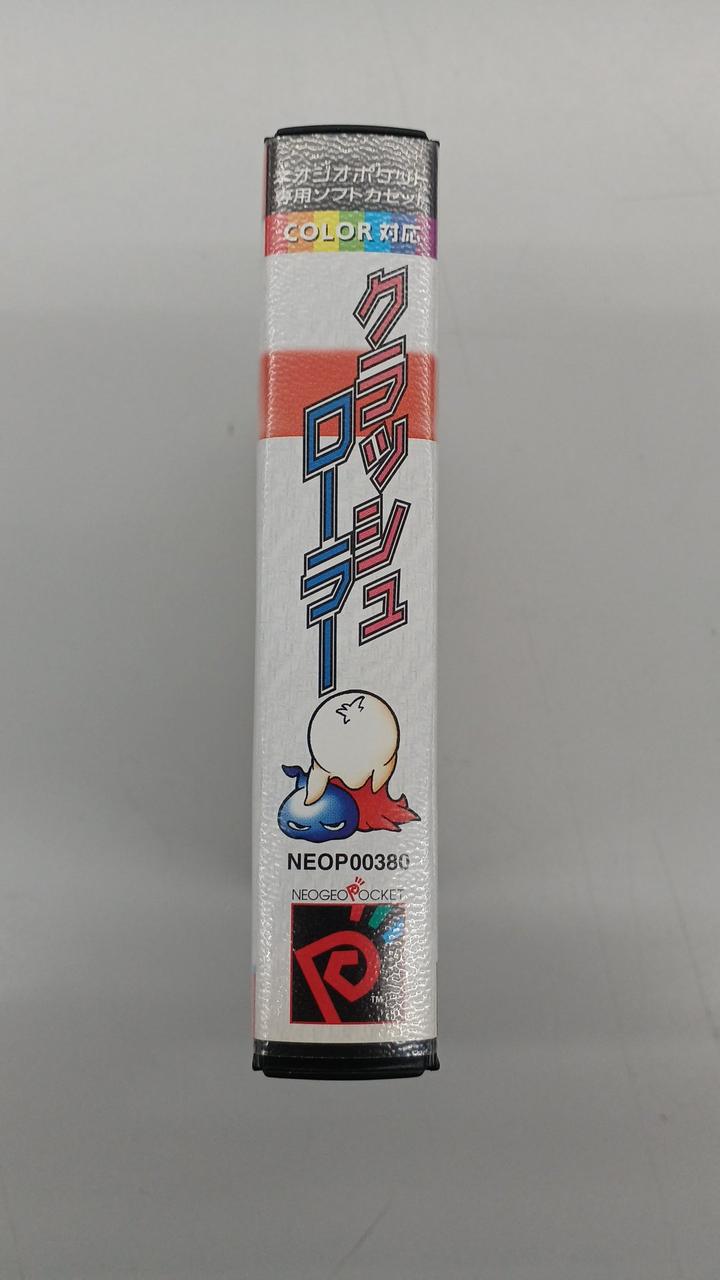 ネオジオポケット
専用ソフトカセット
COLOR 対応
クラッシュ
ローラー
NEOP00380
NEOGEO POCKET
TM